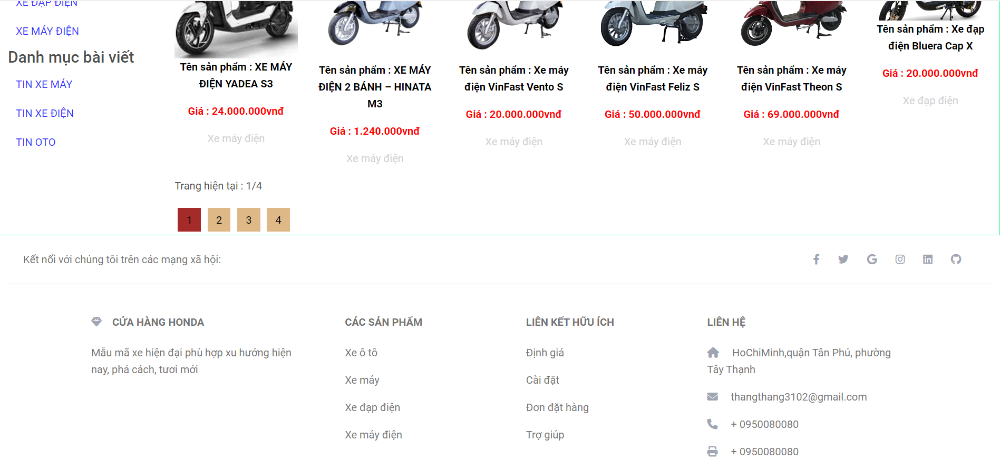 XE ĐẠP ĐIỆN
XE MÁY ĐIỆN
Danh mục bài viết
TIN XE MÁY
TIN XE ĐIỆN
TIN OTO
Tên sản phẩm : XE MÁY
ĐIỆN YADEA S3
Giá : 24.000.000vnđ
Xe máy điện
Tên sản phẩm : XE MÁY
ĐIỆN 2 BÁNH – HINATA
M3
Giá : 1.240.000vnđ
Xe máy điện
Tên sản phẩm : Xe máy
điện VinFast Vento S
Giá : 20.000.000vnđ
Xe máy điện
Tên sản phẩm : Xe máy
điện VinFast Feliz S
Giá : 50.000.000vnđ
Xe máy điện
Tên sản phẩm : Xe máy
điện VinFast Theon S
Giá : 69.000.000vnđ
Xe máy điện
Tên sản phẩm : Xe đạp
điện Bluera Cap X
Giá : 20.000.000vnđ
Xe đạp điện
Trang hiện tại : 1/4
1 2 3 4
Kết nối với chúng tôi trên các mạng xã hội:
CỬA HÀNG HONDA
Mẫu mã xe hiện đại phù hợp xu hướng hiện
nay, phá cách, tươi mới
CÁC SẢN PHẨM
Xe ô tô
Xe máy
Xe đạp điện
Xe máy điện
LIÊN KẾT HỮU ÍCH
Định giá
Cài đặt
Đơn đặt hàng
Trợ giúp
LIÊN HỆ
HoChiMinh,quận Tân Phú, phường
Tây Thạnh
thangthang3102@gmail.com
+ 0950080080
+ 0950080080